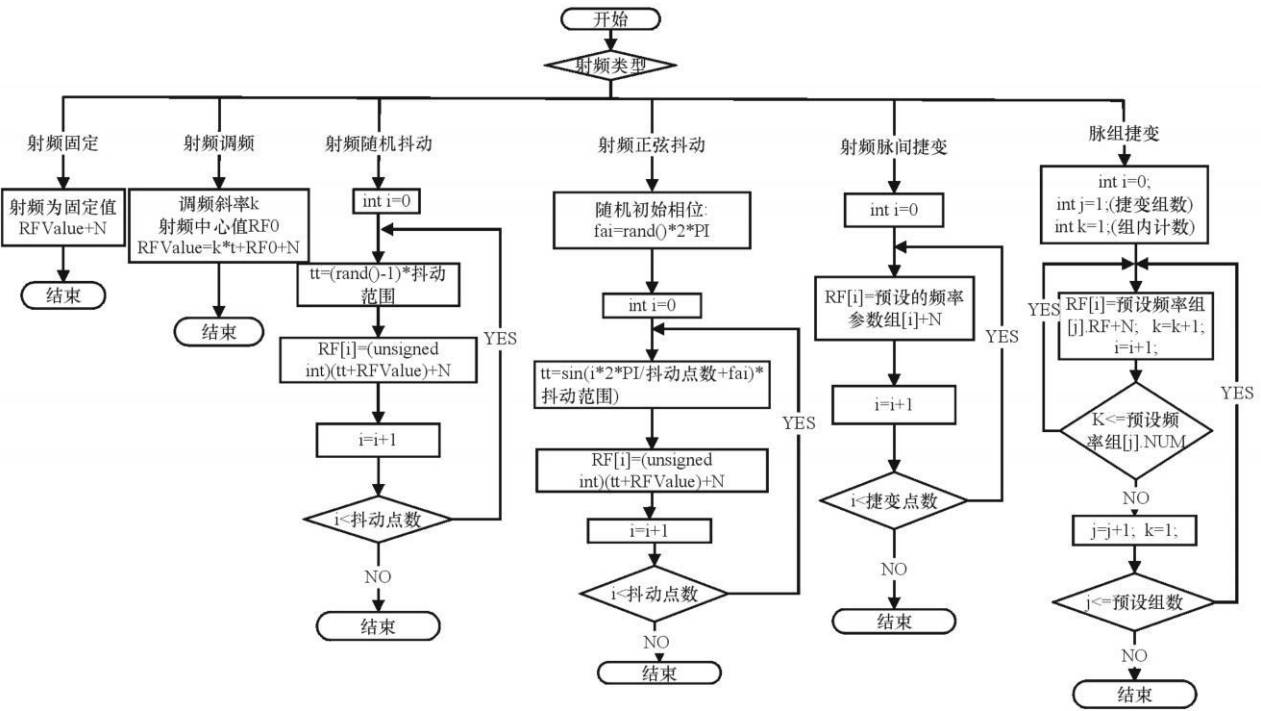 开始
射频类型
射频固定
射频为固定值
RFValue+N
结束
射频调频
调频斜率k
射频中心值RF0
RFValue=k*t+RF0+N
结束
射频随机抖动
int i=0
tt=(rand()-1)*抖动
范围
RF[i]=(unsigned
int)(tt+RFValue)+N
i=i+1
i<抖动点数
YES
NO
结束
射频正弦抖动
随机初始相位:
fai=rand()*2*PI
int i=0
tt=sin(i*2*PI/抖动点数+fai)*
抖动范围)
RF[i]=(unsigned
int)(tt+RFValue)+N
i=i+1
i<抖动点数
YES
NO
结束
射频脉间捷变
int i=0
RF[i]=预设的频率
参数组[i]+N
i=i+1
i<捷变点数
YES
NO
结束
脉组捷变
int i=0;
int j=1;(捷变组数)
int k=1;(组内计数)
RF[i]=预设频率组
[j].RF+N; k=k+1;
i=i+1;
YES
K<=预设频
率组[j].NUM
NO
j=j+1; k=1;
j<=预设组数
YES
NO
结束